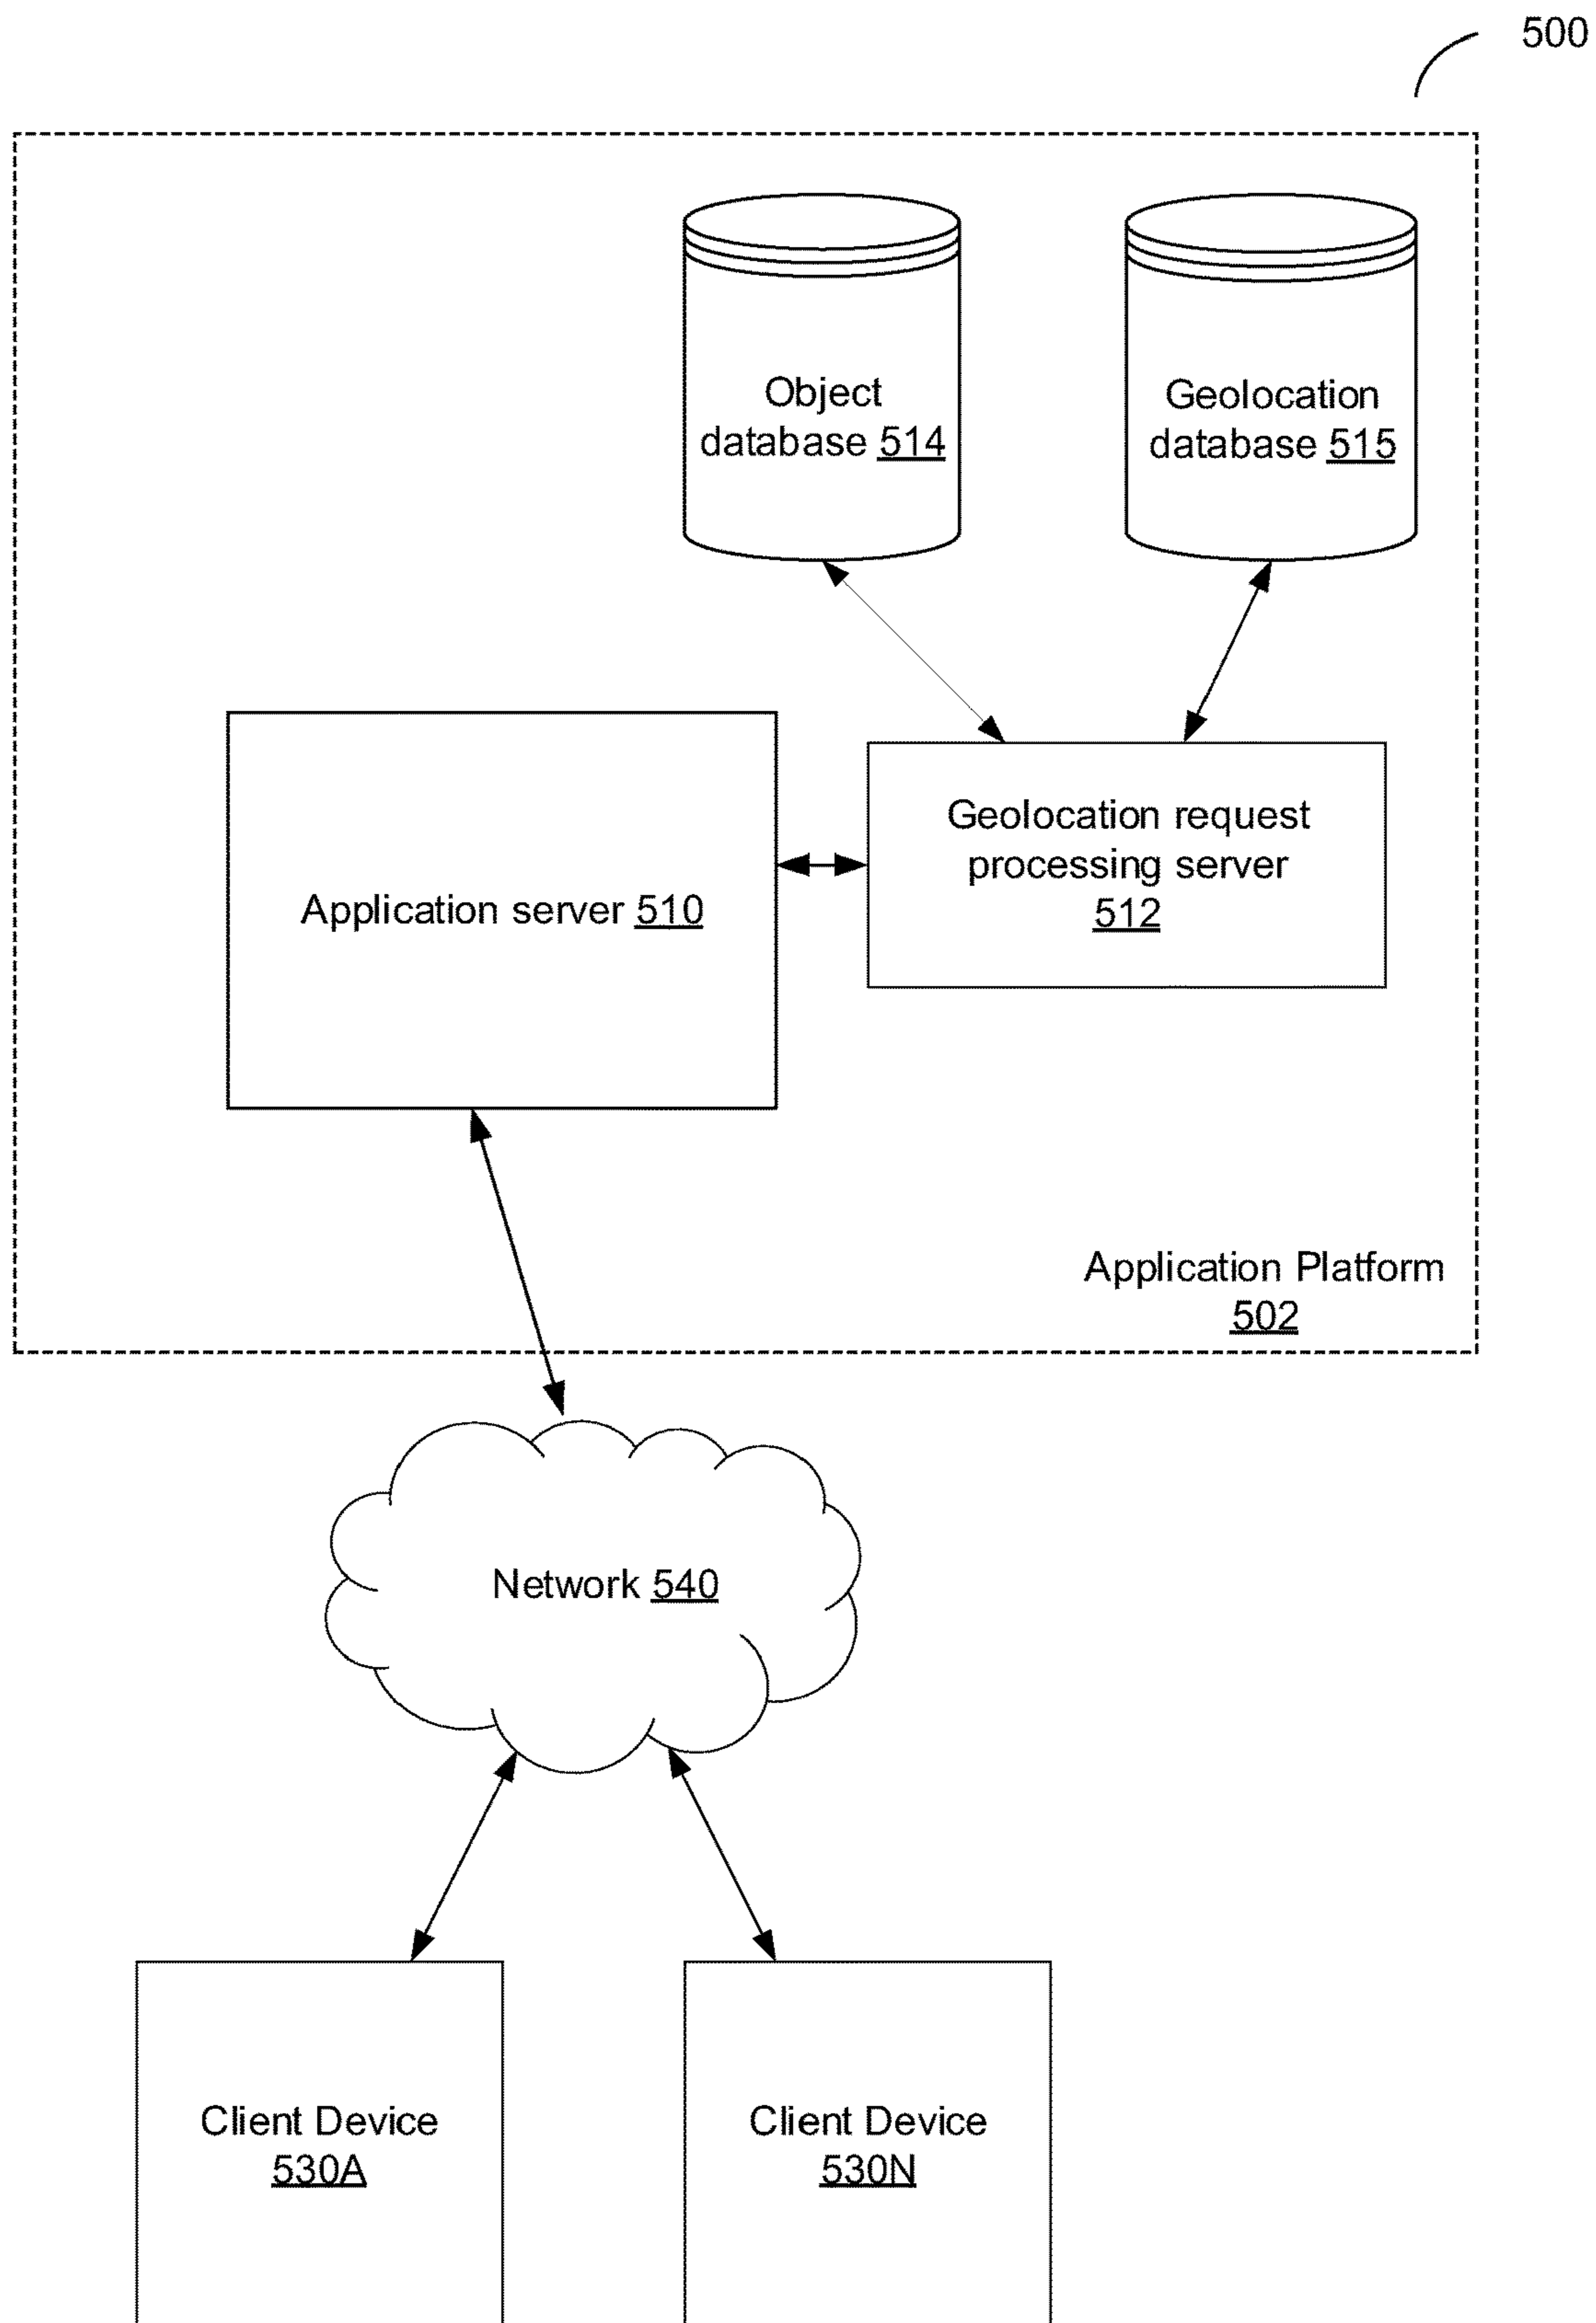 500
Object
database 514
Geolocation
database 515
Geolocation request
processing server
512
Application server 510
Application Platform
502
Network 540
Client Device
530A
Client Device
530N